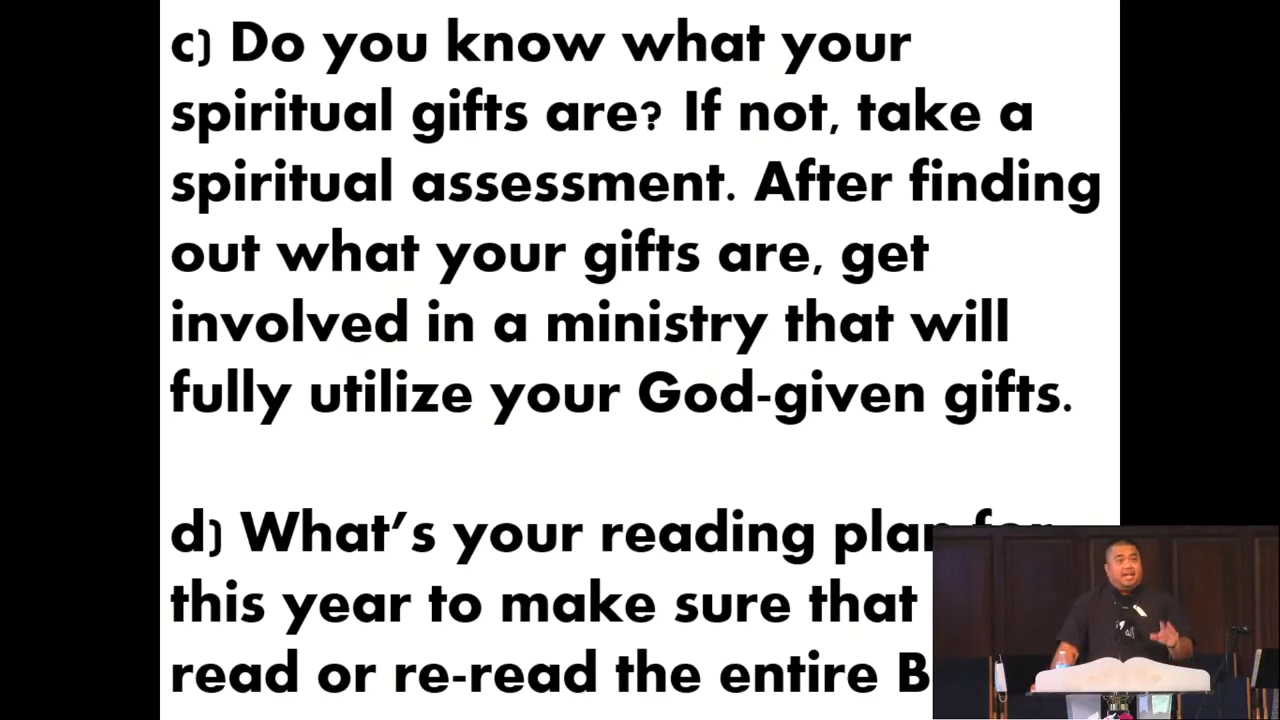 c) Do you know what your
spiritual gifts are? If not, take a
spiritual assessment. After finding
out what your gifts are, get
involved in a ministry that will
fully utilize your God-given gifts.
d) What's your reading plan
this year to make sure that
read or re-read the entire